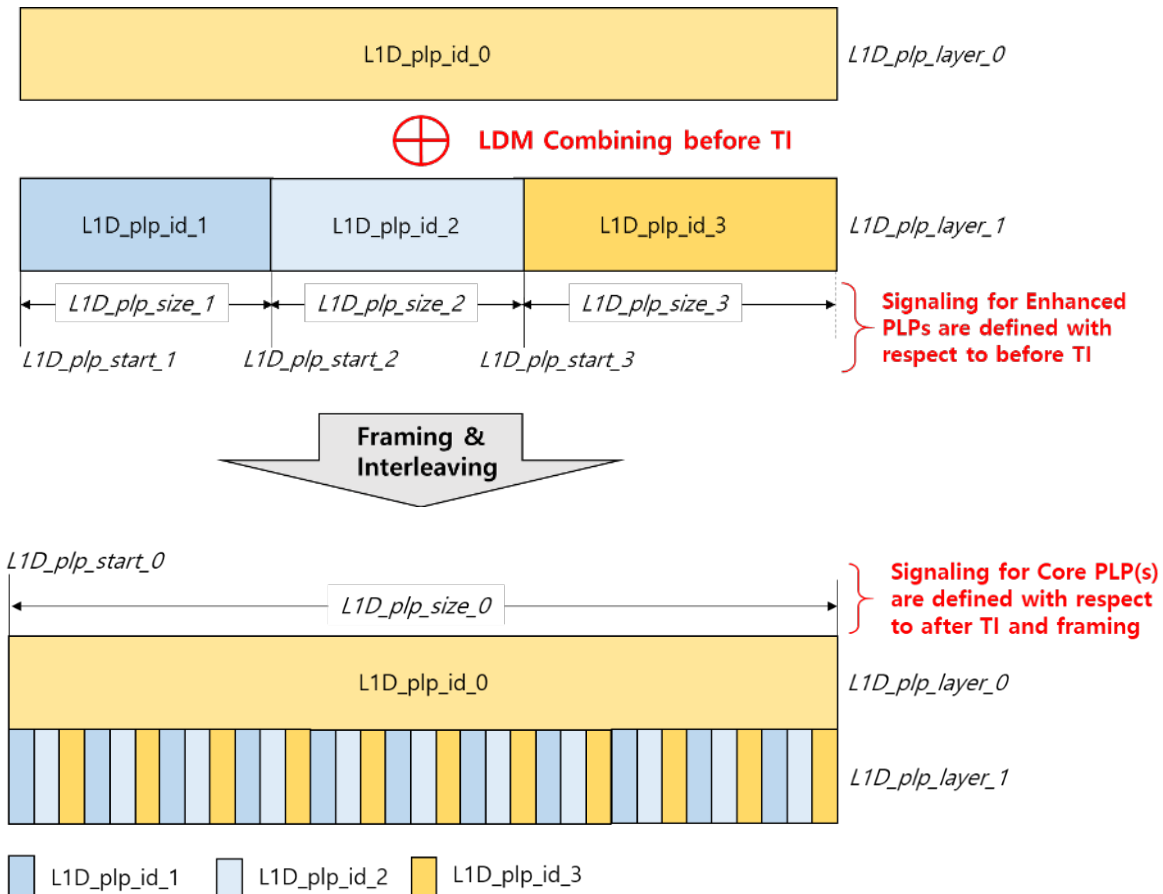 L1D_plp_id_0
L1D_plp_layer_0
LDM Combining before TI
L1D_plp_id_1
L1D_plp_id_2
L1D_plp_id_3
L1D_plp_layer_1
L1D_plp_size_1
L1D_plp_size_2
L1D_plp_size_3
L1D_plp_start_1
L1D_plp_start_2
L1D_plp_start_3
Signaling for Enhanced
PLPs are defined with
respect to before TI
Framing &
Interleaving
L1D_plp_start_0
L1D_plp_size_0
Signaling for Core PLP(s)
are defined with respect
to after TI and framing
L1D_plp_id_0
L1D_plp_layer_0
L1D_plp_layer_1
L1D_plp_id_1
L1D_plp_id_2
L1D_plp_id_3